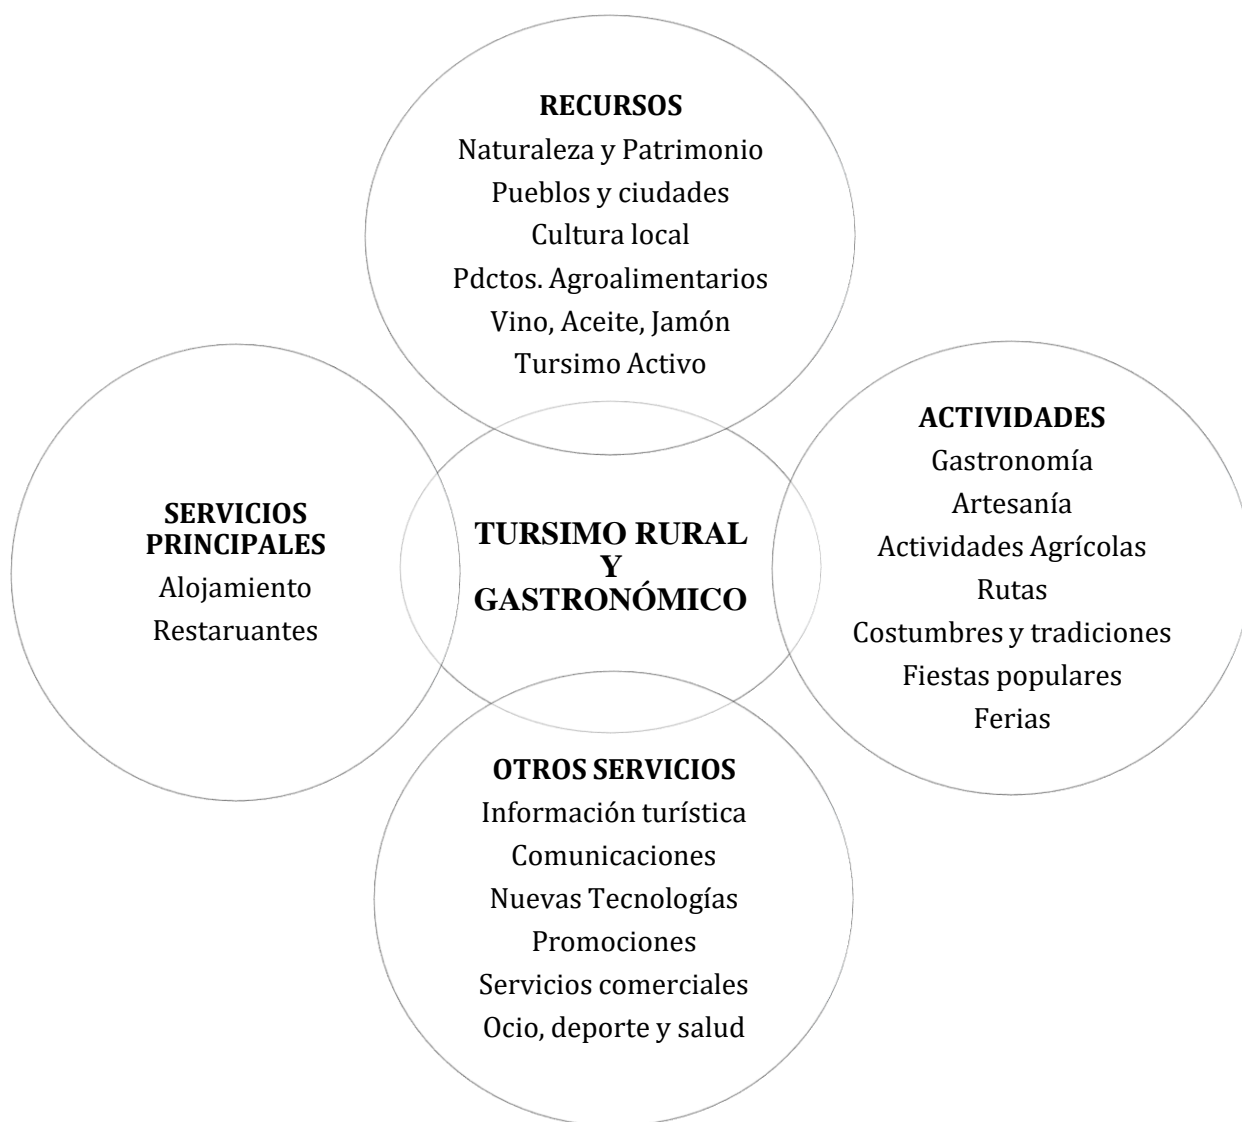 RECURSOS
Naturaleza y Patrimonio
Pueblos y ciudades
Cultura local
Pdctos. Agroalimentarios
Vino, Aceite, Jamón
Tursimo Activo
SERVICIOS
PRINCIPALES
Alojamiento
Restaruantes
TURSIMO RURAL
Y
GASTRONÓMICO
ACTIVIDADES
Gastronomía
Artesanía
Actividades Agrícolas
Rutas
Costumbres y tradiciones
Fiestas populares
Ferias
OTROS SERVICIOS
Información turística
Comunicaciones
Nuevas Tecnologías
Promociones
Servicios comerciales
Ocio, deporte y salud